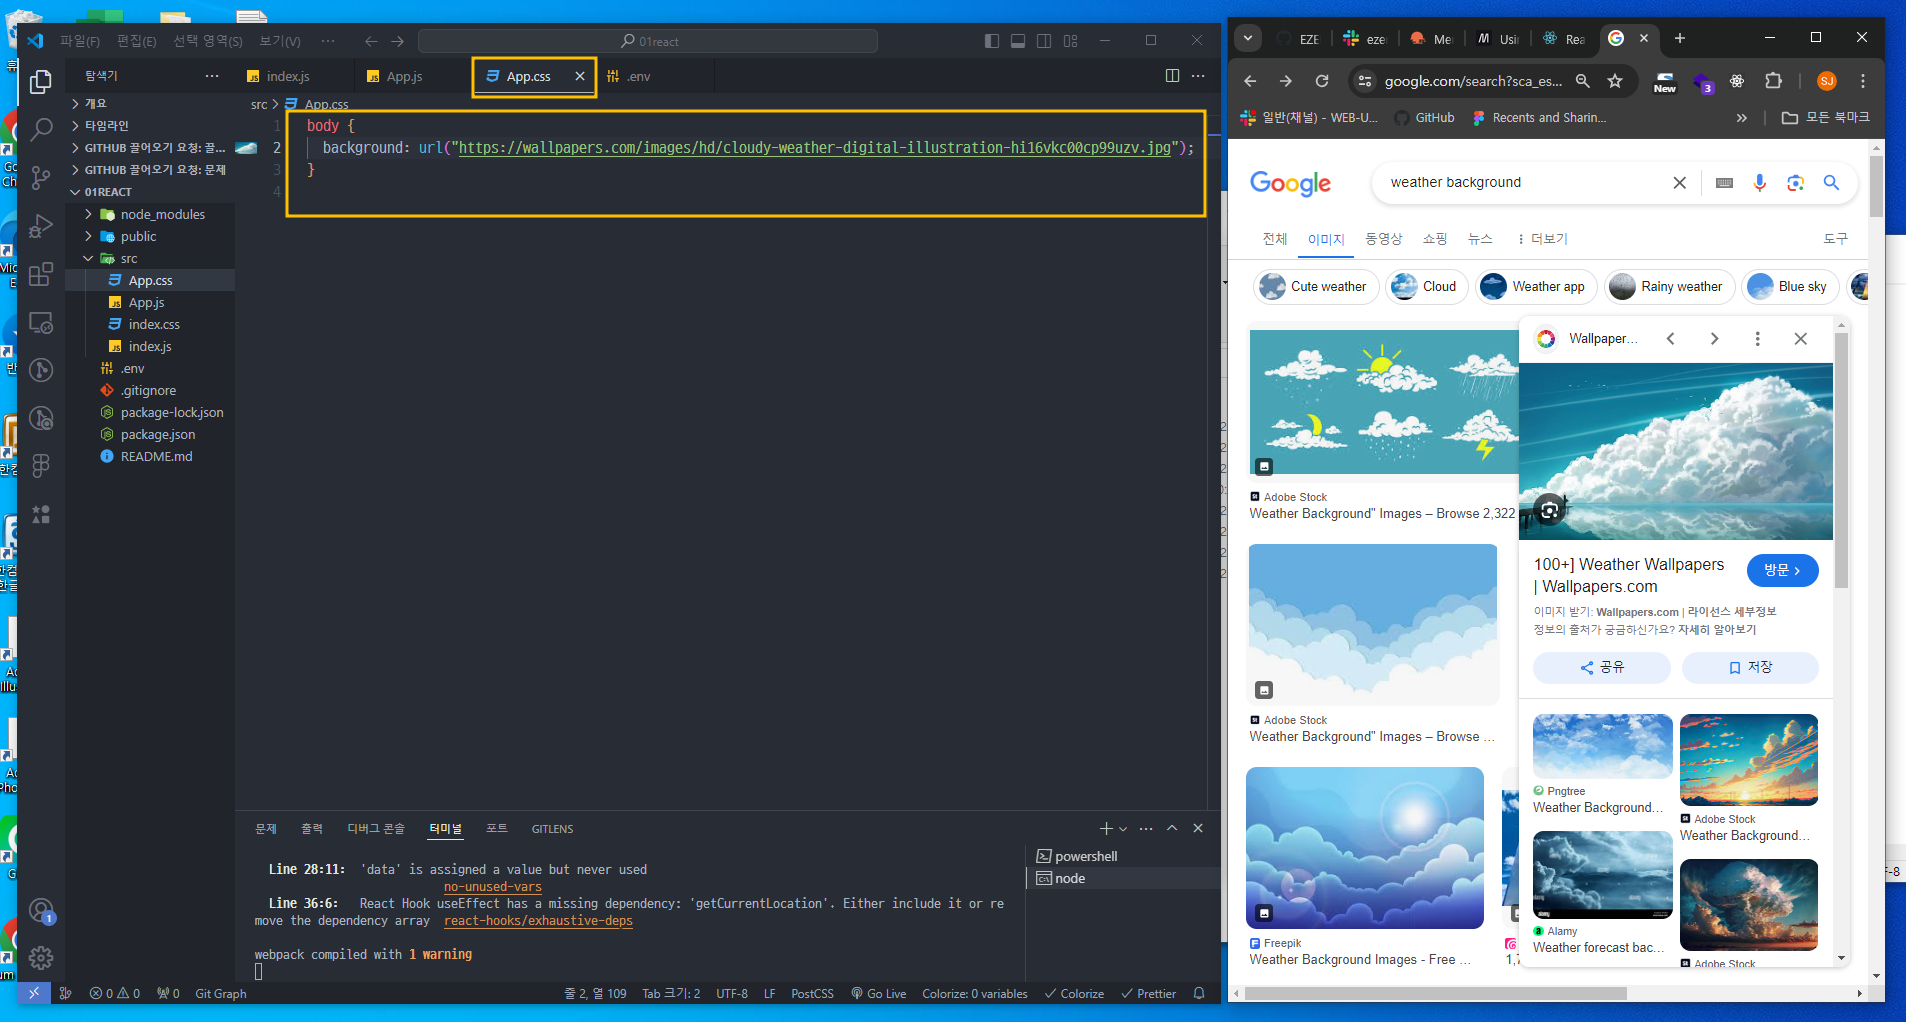 파일(F) 편집(E) 선택 영역(S) 보기(V) ··· 01react
탐색기 ···
index.js App.js App.css .env
src > App.css
개요
타임라인
GITHUB 끌어오기 요청: 끌...
GITHUB 끌어오기 요청: 문제
01REACT
node_modules
public
src
App.css
App.js
index.css
index.js
.env
.gitignore
package-lock.json
package.json
README.md
1 body {
2 background: url("https://wallpapers.com/images/hd/cloudy-weather-digital-illustration-hi16vkc00cp99uzv.jpg");
3 }
4
문제 출력 디버그 콘솔 터미널 포트 GITLENS
powershell
node
Line 28:11: 'data' is assigned a value but never used
no-unused-vars
Line 36:6: React Hook useEffect has a missing dependency: 'getCurrentLocation'. Either include it or re
move the dependency array react-hooks/exhaustive-deps
webpack compiled with 1 warning
1
0 0 0 Git Graph 줄 2, 열 109 Tab 크기: 2 UTF-8 LF PostCSS Go Live Colorize: 0 variables Colorize Prettier
EZE eze Me Usin Rea
google.com/search?sca_es...
New 3 SJ
일반(채널) - WEB-U... GitHub Recents and Sharin... » 모든 북마크
Google weather background
전체 이미지 동영상 쇼핑 뉴스 더보기 도구
Cute weather Cloud Weather app Rainy weather Blue sky
Adobe Stock
Weather Background" Images – Browse 2,322
Adobe Stock
Weather Background" Images – Browse ...
Freepik
Weather Background Images - Free ...
1,7
Wallpaper...
100+] Weather Wallpapers
| Wallpapers.com
방문
이미지 받기: Wallpapers.com | 라이선스 세부정보
정보의 출처가 궁금하신가요? 자세히 알아보기
공유 저장
Pngtree
Weather Background...
Adobe Stock
Weather Background...
Alamy
Weather forecast bac...
Adobe Stock
F-8